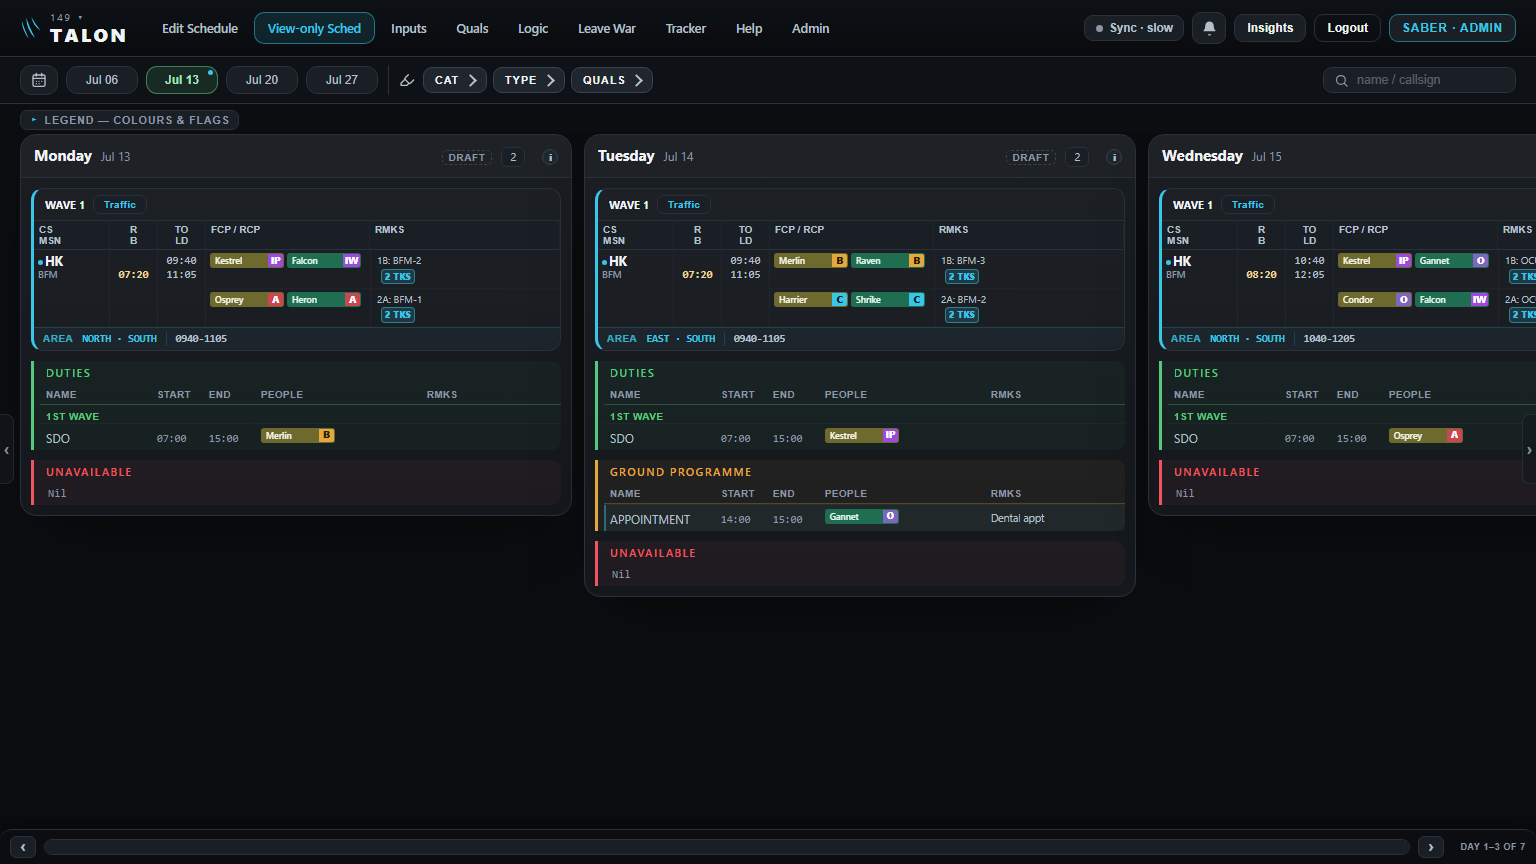 149
TALON
Edit Schedule
View-only Sched
Inputs
Quals
Logic
Leave War
Tracker
Help
Admin
Sync · slow
Insights
Logout
SABER · ADMIN
Jul 06
Jul 13
Jul 20
Jul 27
CAT
TYPE
QUALS
name / callsign
LEGEND — COLOURS & FLAGS
Monday Jul 13 DRAFT 2 i
WAVE 1 Traffic
CS R TO FCP / RCP RMKS
MSN B LD
HK 09:40 Kestrel IP Falcon IW 1B: BFM-2
BFM 07:20 11:05 2 TKS
Osprey A Heron A 2A: BFM-1
2 TKS
AREA NORTH · SOUTH 0940-1105
DUTIES
NAME START END PEOPLE RMKS
1ST WAVE
SDO 07:00 15:00 Merlin B
UNAVAILABLE
Nil
Tuesday Jul 14 DRAFT 2 i
WAVE 1 Traffic
CS R TO FCP / RCP RMKS
MSN B LD
HK 09:40 Merlin B Raven B 1B: BFM-3
BFM 07:20 11:05 2 TKS
Harrier C Shrike C 2A: BFM-2
2 TKS
AREA EAST · SOUTH 0940-1105
DUTIES
NAME START END PEOPLE RMKS
1ST WAVE
SDO 07:00 15:00 Kestrel IP
GROUND PROGRAMME
NAME START END PEOPLE RMKS
APPOINTMENT 14:00 15:00 Gannet O Dental appt
UNAVAILABLE
Nil
Wednesday Jul 15
WAVE 1 Traffic
CS R TO FCP / RCP RMKS
MSN B LD
HK 10:40 Kestrel IP Gannet O 1B: OCU
BFM 08:20 12:05 2 TKS
Condor O Falcon IW 2A: OCU
2 TKS
AREA NORTH · SOUTH 1040-1205
DUTIES
NAME START END PEOPLE
1ST WAVE
SDO 07:00 15:00 Osprey A
UNAVAILABLE
Nil
DAY 1–3 OF 7